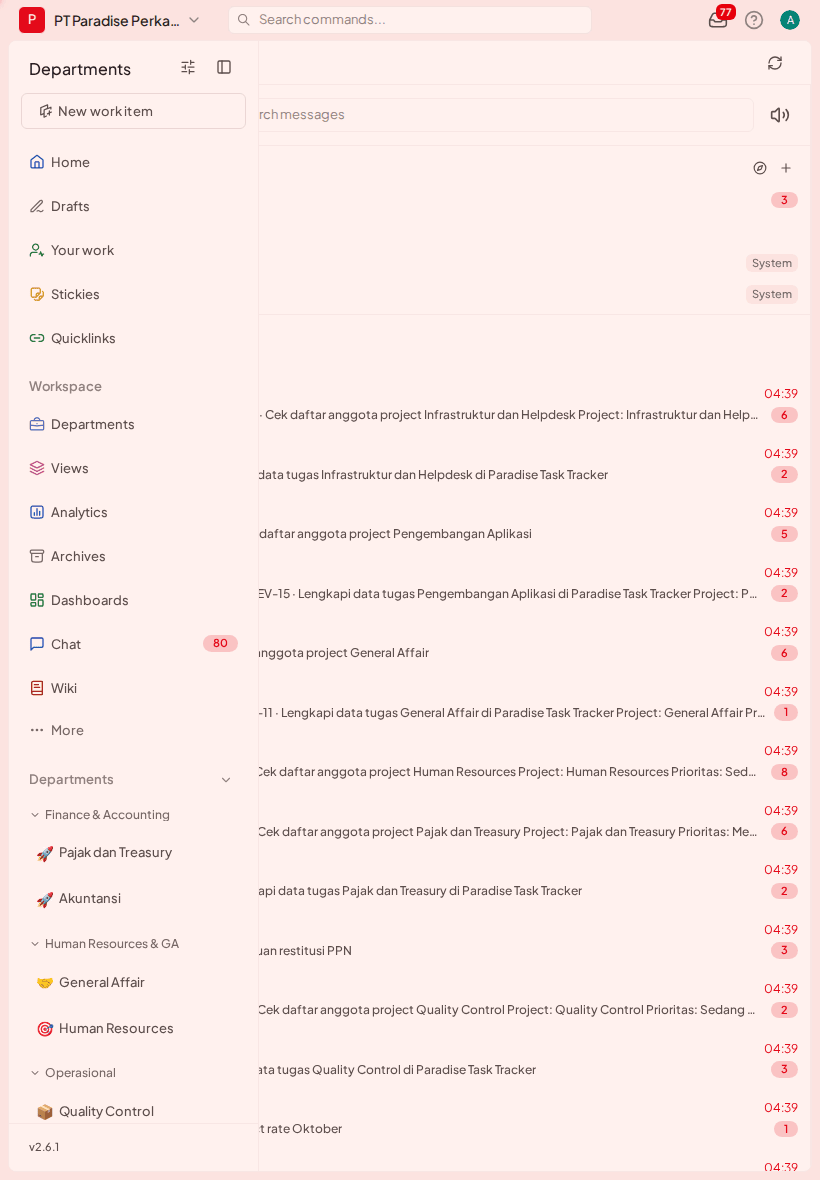 P PT Paradise Perka... Search commands... 77 A
Departments
New work item
rch messages
Home
Drafts
3
Your work
System
Stickies
System
Quicklinks
Workspace
04:39
· Cek daftar anggota project Infrastruktur dan Helpdesk Project: Infrastruktur dan Help... 6
Departments
04:39
Views
data tugas Infrastruktur dan Helpdesk di Paradise Task Tracker 2
Analytics
04:39
daftar anggota project Pengembangan Aplikasi 5
Archives
04:39
EV-15 · Lengkapi data tugas Pengembangan Aplikasi di Paradise Task Tracker Project: P... 2
Dashboards
04:39
Chat 80
anggota project General Affair 6
Wiki
04:39
-11 · Lengkapi data tugas General Affair di Paradise Task Tracker Project: General Affair Pr... 1
More
04:39
Cek daftar anggota project Human Resources Project: Human Resources Prioritas: Sed... 8
Departments
04:39
Finance & Accounting
Cek daftar anggota project Pajak dan Treasury Project: Pajak dan Treasury Prioritas: Me... 6
Pajak dan Treasury
04:39
api data tugas Pajak dan Treasury di Paradise Task Tracker 2
Akuntansi
04:39
Human Resources & GA
uan restitusi PPN 3
General Affair
04:39
Cek daftar anggota project Quality Control Project: Quality Control Prioritas: Sedang ... 2
Human Resources
04:39
ata tugas Quality Control di Paradise Task Tracker 3
Operasional
04:39
Quality Control
ct rate Oktober 1
v2.6.1
04:39